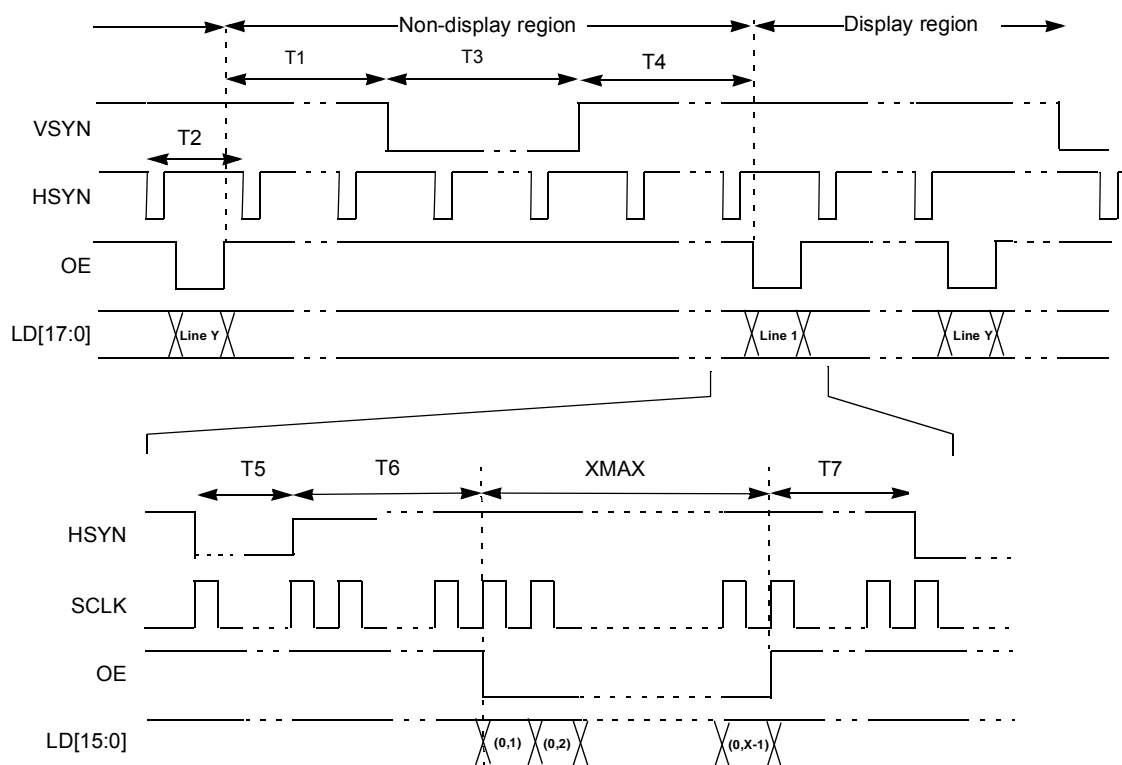 Non-display region Display region
T1 T3 T4
VSYN
T2
HSYN
OE
LD[17:0] Line Y Line 1 Line Y
T5 T6 XMAX T7
HSYN
SCLK
OE
LD[15:0] (0,1) (0,2) (0,X-1)